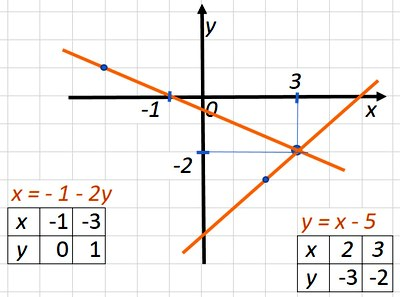 y
3
-1
0
x
-2
x = - 1 - 2y
x -1 -3
y 0 1
y = x - 5
x 2 3
y -3 -2